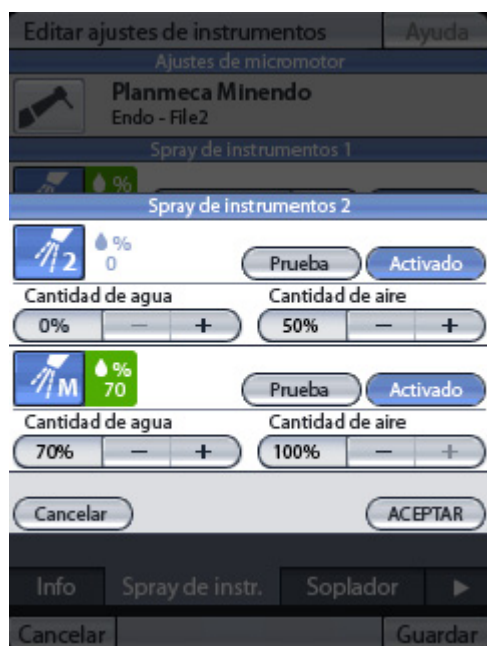 Editar ajustes de instrumentos Ayuda
Ajustes de micromotor
Planmeca Minendo
Endo - File2
Spray de instrumentos 1
%
96
Spray de instrumentos 2
2 % Prueba Activado
0
Cantidad de agua Cantidad de aire
0% − + 50% − +
M % Prueba Activado
70
Cantidad de agua Cantidad de aire
70% − + 100% − +
Cancelar ACEPTAR
Info Spray de instr. Soplador ▶
Cancelar Guardar